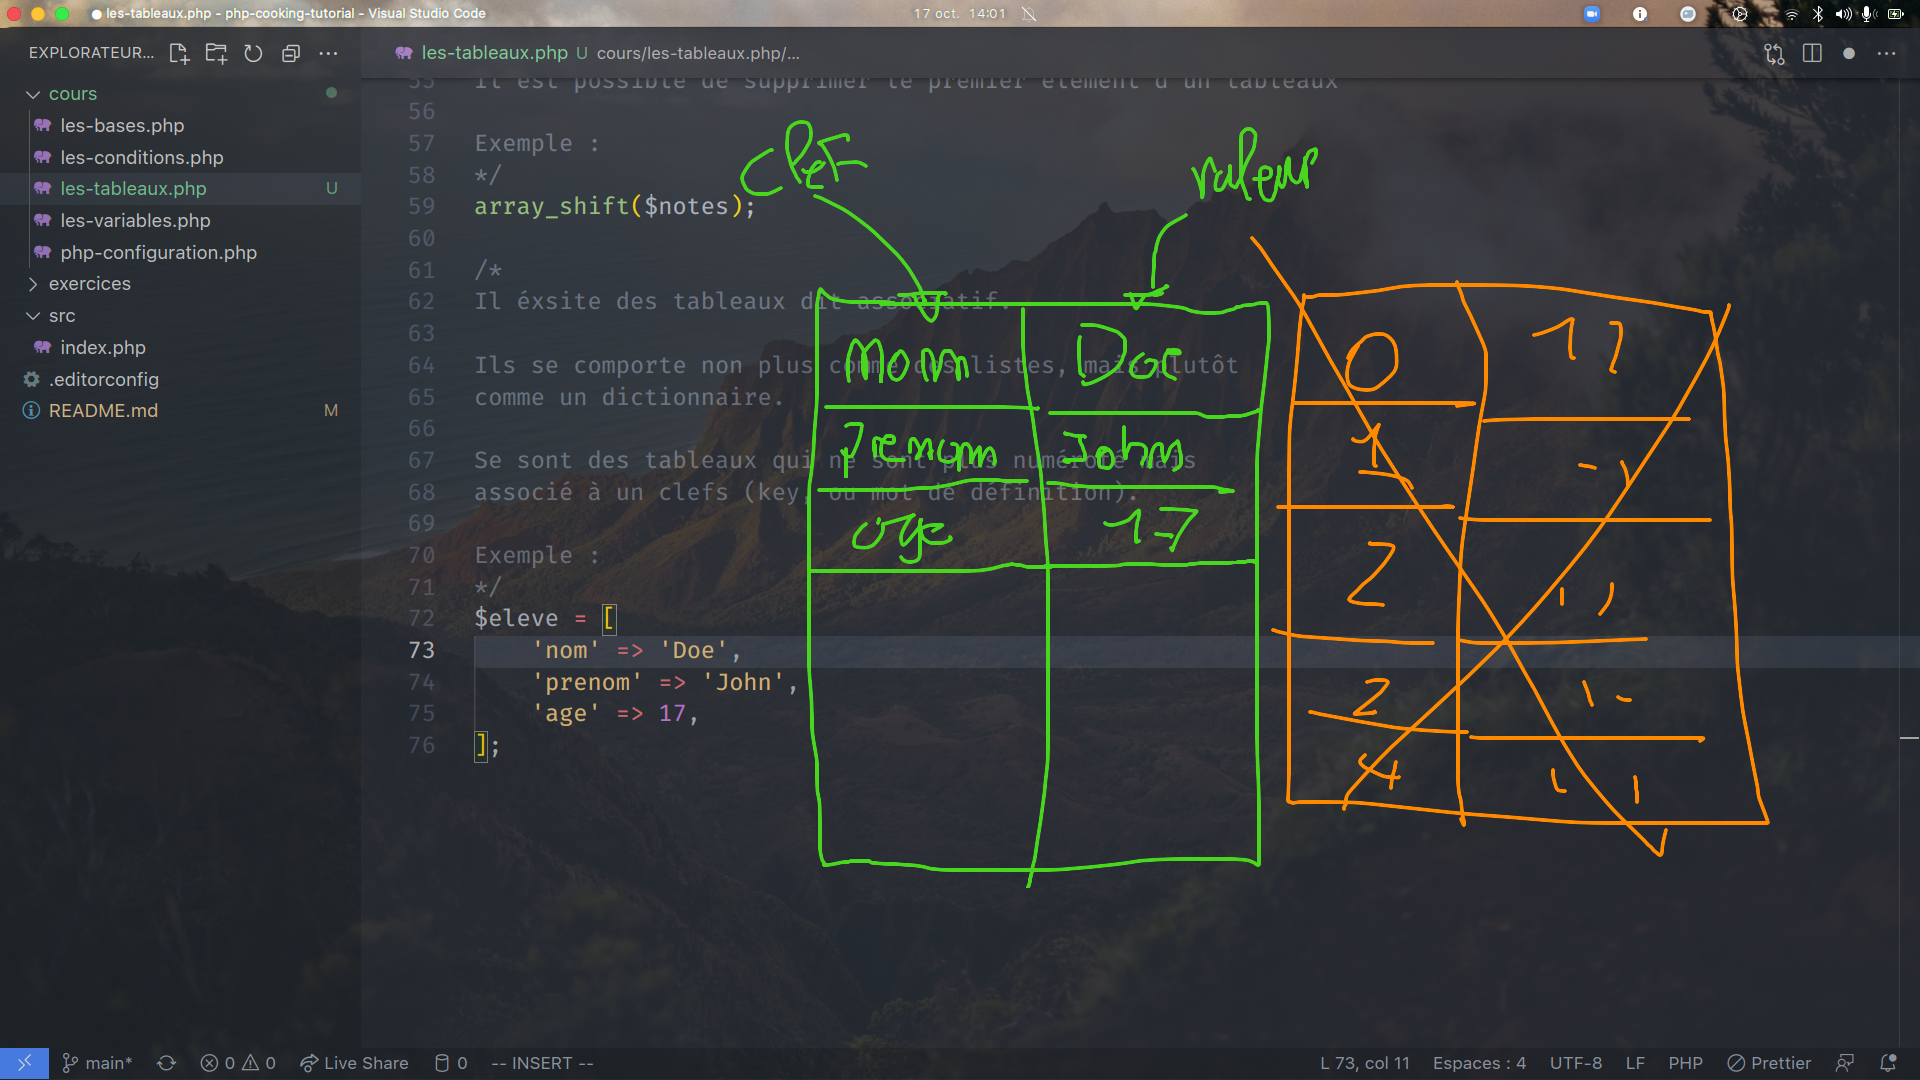 les-tableaux.php - php-cooking-tutorial - Visual Studio Code
17 oct. 14:01
EXPLORATEUR...
les-tableaux.php U cours/les-tableaux.php/...
cours
les-bases.php
les-conditions.php
les-tableaux.php U
les-variables.php
php-configuration.php
exercices
src
index.php
.editorconfig
README.md M
55 Il est possible de supprimer le premier élément d'un tableaux
56
57 Exemple :
58 */
59 array_shift($notes);
60
61 /*
62 Il éxsite des tableaux dit associatif.
63
64 Ils se comporte non plus comme des listes, mais plutôt
65 comme un dictionnaire.
66
67 Se sont des tableaux qui ne sont plus numéroté mais
68 associé à un clefs (key, ou mot de définition).
69
70 Exemple :
71 */
72 $eleve = [
73 'nom' => 'Doe',
74 'prenom' => 'John',
75 'age' => 17,
76 ];
clef valeur
nom Doe
Prenom John
age 17
0 17
1
2
2
4
main* 0 0 Live Share 0 -- INSERT --
L 73, col 11 Espaces : 4 UTF-8 LF PHP Prettier